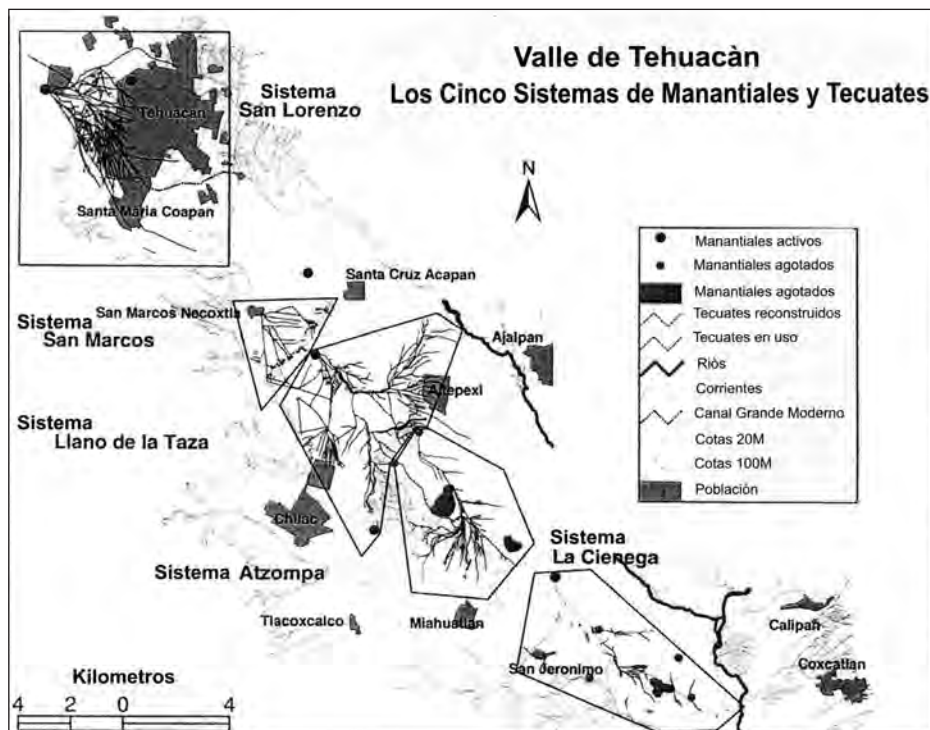 Valle de Tehuacàn
Los Cinco Sistemas de Manantiales y Tecuates
Sistema
San Lorenzo
Tehuacán
Santa Maria Coapan
N
Manantiales activos
Manantiales agotados
Manantiales agotados
Tecuates reconstruidos
Tecuates en uso
Riòs
Corrientes
Canal Grande Moderno
Cotas 20M
Cotas 100M
Población
Santa Cruz Acapan
San Marcos Necoxtla
Sistema
San Marcos
Ajalpan
Altepexi
Sistema
Llano de la Taza
Chilac
Sistema
La Cienega
Sistema Atzompa
Tlacoxcalco
Miahuatlan
Calipan
San Jeronimo
Coxcatlan
Kilometros
4 2 0 4